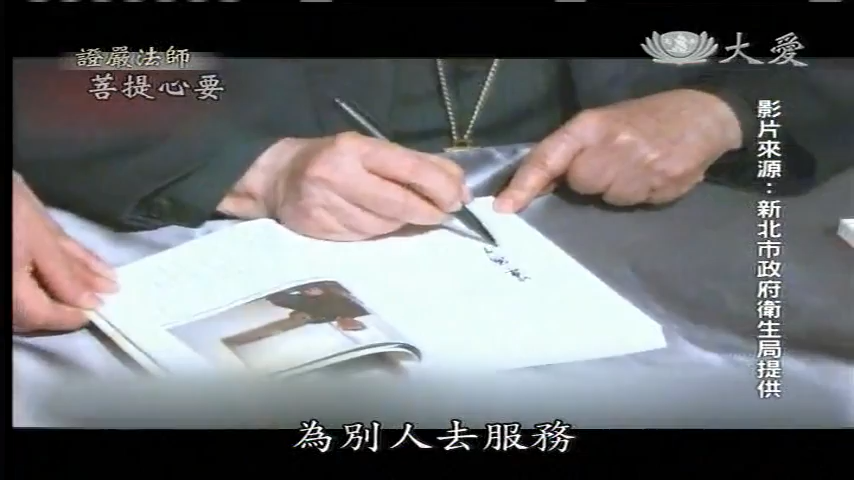 證嚴法師
菩提心要
大愛
影片來源：新北市政府衛生局提供
為別人去服務